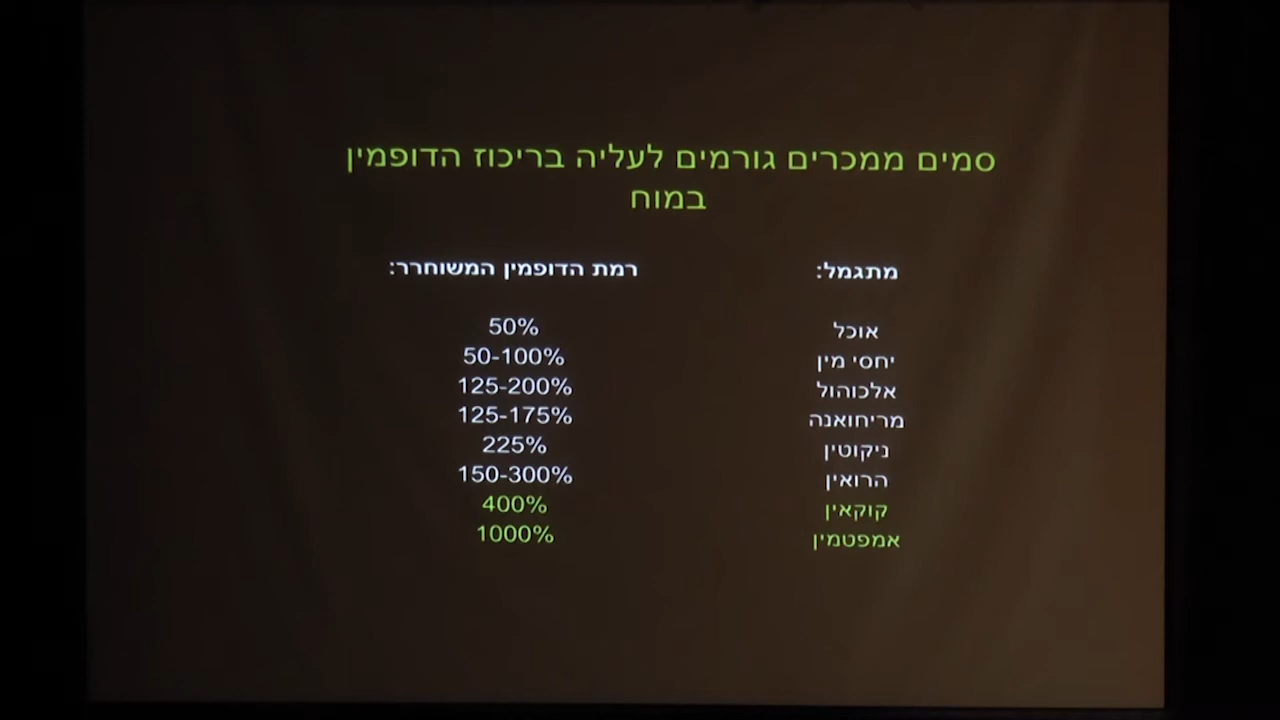 סמים ממכרים גורמים לעליה בריכוז הדופמין
במוח
מתגמל: רמת הדופמין המשוחרר:
אוכל 50%
יחסי מין 50-100%
אלכוהול 125-200%
מריחואנה 125-175%
ניקוטין 225%
הרואין 150-300%
קוקאין 400%
אמפטמין 1000%